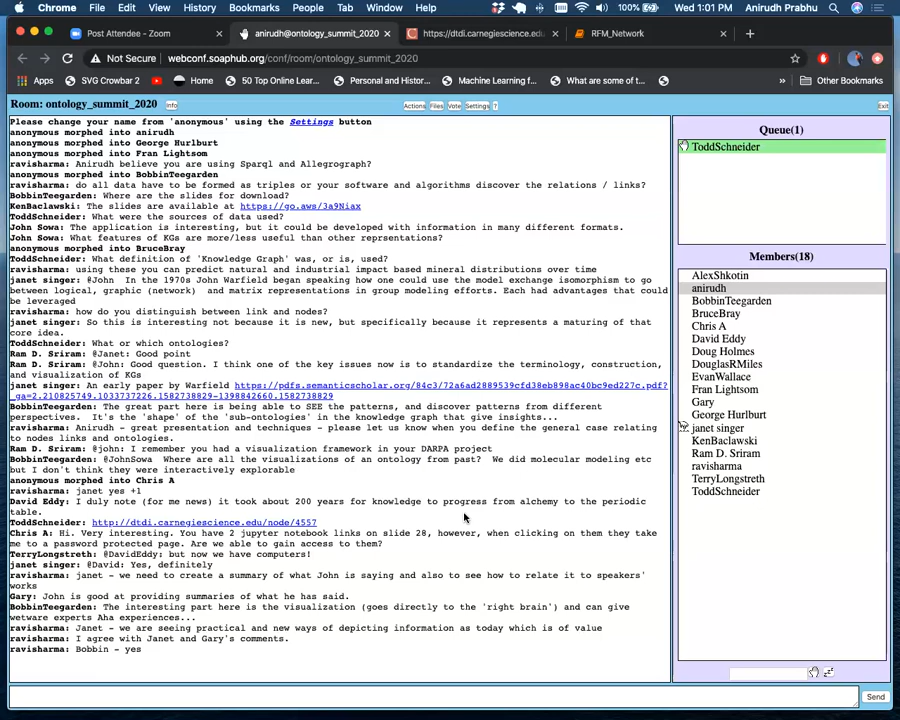 Chrome File Edit View History Bookmarks People Tab Window Help 100% Wed 1:01 PM Anirudh Prabhu
Post Attendee - Zoom × anirudh@ontology_summit_2020 × https://dtdi.carnegiescience.edu × RFM_Network × +
Not Secure | webconf.soaphub.org/conf/room/ontology_summit_2020
Apps SVG Crowbar 2 Home 50 Top Online Lear... Personal and Histor... Machine Learning f... What are some of t... » Other Bookmarks
Room: ontology_summit_2020 Info Actions Files Vote Settings ? Exit
Please change your name from 'anonymous' using the Settings button
anonymous morphed into anirudh
anonymous morphed into George Hurlburt
anonymous morphed into Fran Lightsom
ravisharma: Anirudh believe you are using Sparql and Allegrograph?
anonymous morphed into BobbinTeegarden
ravisharma: do all data have to be formed as triples or your software and algorithms discover the relations / links?
BobbinTeegarden: Where are the slides for download?
KenBaclawski: The slides are available at https://go.aws/3a9Niax
ToddSchneider: What were the sources of data used?
John Sowa: The application is interesting, but it could be developed with information in many different formats.
John Sowa: What features of KGs are more/less useful than other reprsentations?
anonymous morphed into BruceBray
ToddSchneider: What definition of 'Knowledge Graph' was, or is, used?
ravisharma: using these you can predict natural and industrial impact based mineral distributions over time
janet singer: @John  In the 1970s John Warfield began speaking how one could use the model exchange isomorphism to go
between logical, graphic (network)  and matrix representations in group modeling efforts. Each had advantages that could
be leveraged
ravisharma: how do you distinguish between link and nodes?
janet singer: So this is interesting not because it is new, but specifically because it represents a maturing of that
core idea.
ToddSchneider: What or which ontologies?
Ram D. Sriram: @Janet: Good point
Ram D. Sriram: @John: Good question. I think one of the key issues now is to standardize the terminology, construction,
and visualization of KGs
janet singer: An early paper by Warfield https://pdfs.semanticscholar.org/84c3/72a6ad2889539cfd38eb898ac40bc9ed227c.pdf?
_ga=2.210825749.1033737226.1582738829-1398842660.1582738829
BobbinTeegarden: The great part here is being able to SEE the patterns, and discover patterns from different
perspectives.  It's the 'shape' of the 'sub-ontologies' in the knowledge graph that give insights...
ravisharma: Anirudh - great presentation and techniques - please let us know when you define the general case relating
to nodes links and ontologies.
Ram D. Sriram: @john: I remember you had a visualization framework in your DARPA project
BobbinTeegarden: @JohnSowa  Where are all the visualizations of an ontology from past?  We did molecular modeling etc
but I don't think they were interactively explorable
anonymous morphed into Chris A
ravisharma: janet yes +1
David Eddy: I duly note (for me news) it took about 200 years for knowledge to progress from alchemy to the periodic
table.
ToddSchneider: http://dtdi.carnegiescience.edu/node/4557
Chris A: Hi. Very interesting. You have 2 jupyter notebook links on slide 28, however, when clicking on them they take
me to a password protected page. Are we able to gain access to them?
TerryLongstreth: @DavidEddy: but now we have computers!
janet singer: @David: Yes, definitely
ravisharma: janet - we need to create a summary of what John is saying and also to see how to relate it to speakers'
works
Gary: John is good at providing summaries of what he has said.
BobbinTeegarden: The interesting part here is the visualization (goes directly to the 'right brain') and can give
wetware experts Aha experiences...
ravisharma: Janet - we are seeing practical and new ways of depicting information as today which is of value
ravisharma: I agree with Janet and Gary's comments.
ravisharma: Bobbin - yes
Queue(1)
ToddSchneider
Members(18)
AlexShkotin
anirudh
BobbinTeegarden
BruceBray
Chris A
David Eddy
Doug Holmes
DouglasRMiles
EvanWallace
Fran Lightsom
Gary
George Hurlburt
janet singer
KenBaclawski
Ram D. Sriram
ravisharma
TerryLongstreth
ToddSchneider
Send